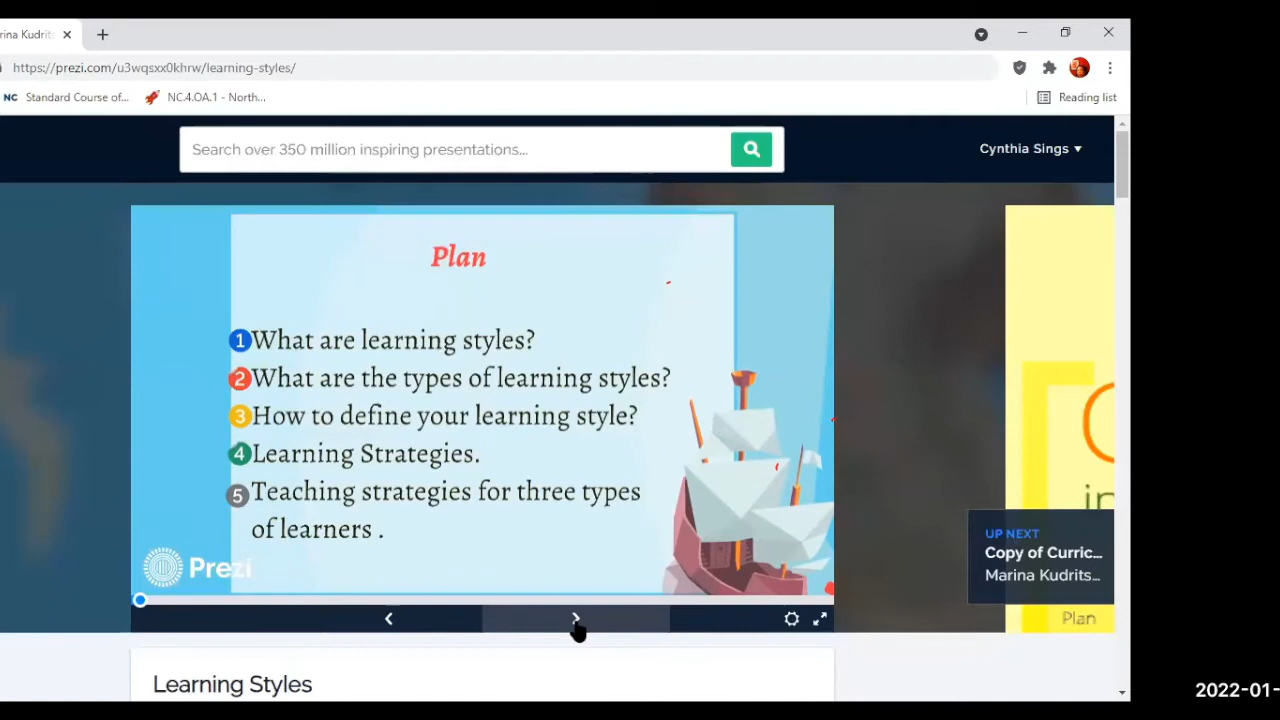 rina Kudrit
https://prezi.com/u3wqsxx0khrw/learning-styles/
NC Standard Course of... NC.4.OA.1 - North... Reading list
Search over 350 million inspiring presentations... Cynthia Sings
Plan
1 What are learning styles?
2 What are the types of learning styles?
3 How to define your learning style?
4 Learning Strategies.
5 Teaching strategies for three types
of learners .
Prezi
in
UP NEXT
Copy of Curric...
Marina Kudrits...
Plan
Learning Styles
2022-01-